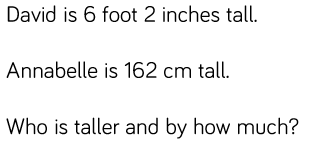 David is 6 foot 2 inches tall.
Annabelle is 162 cm tall.
Who is taller and by how much?